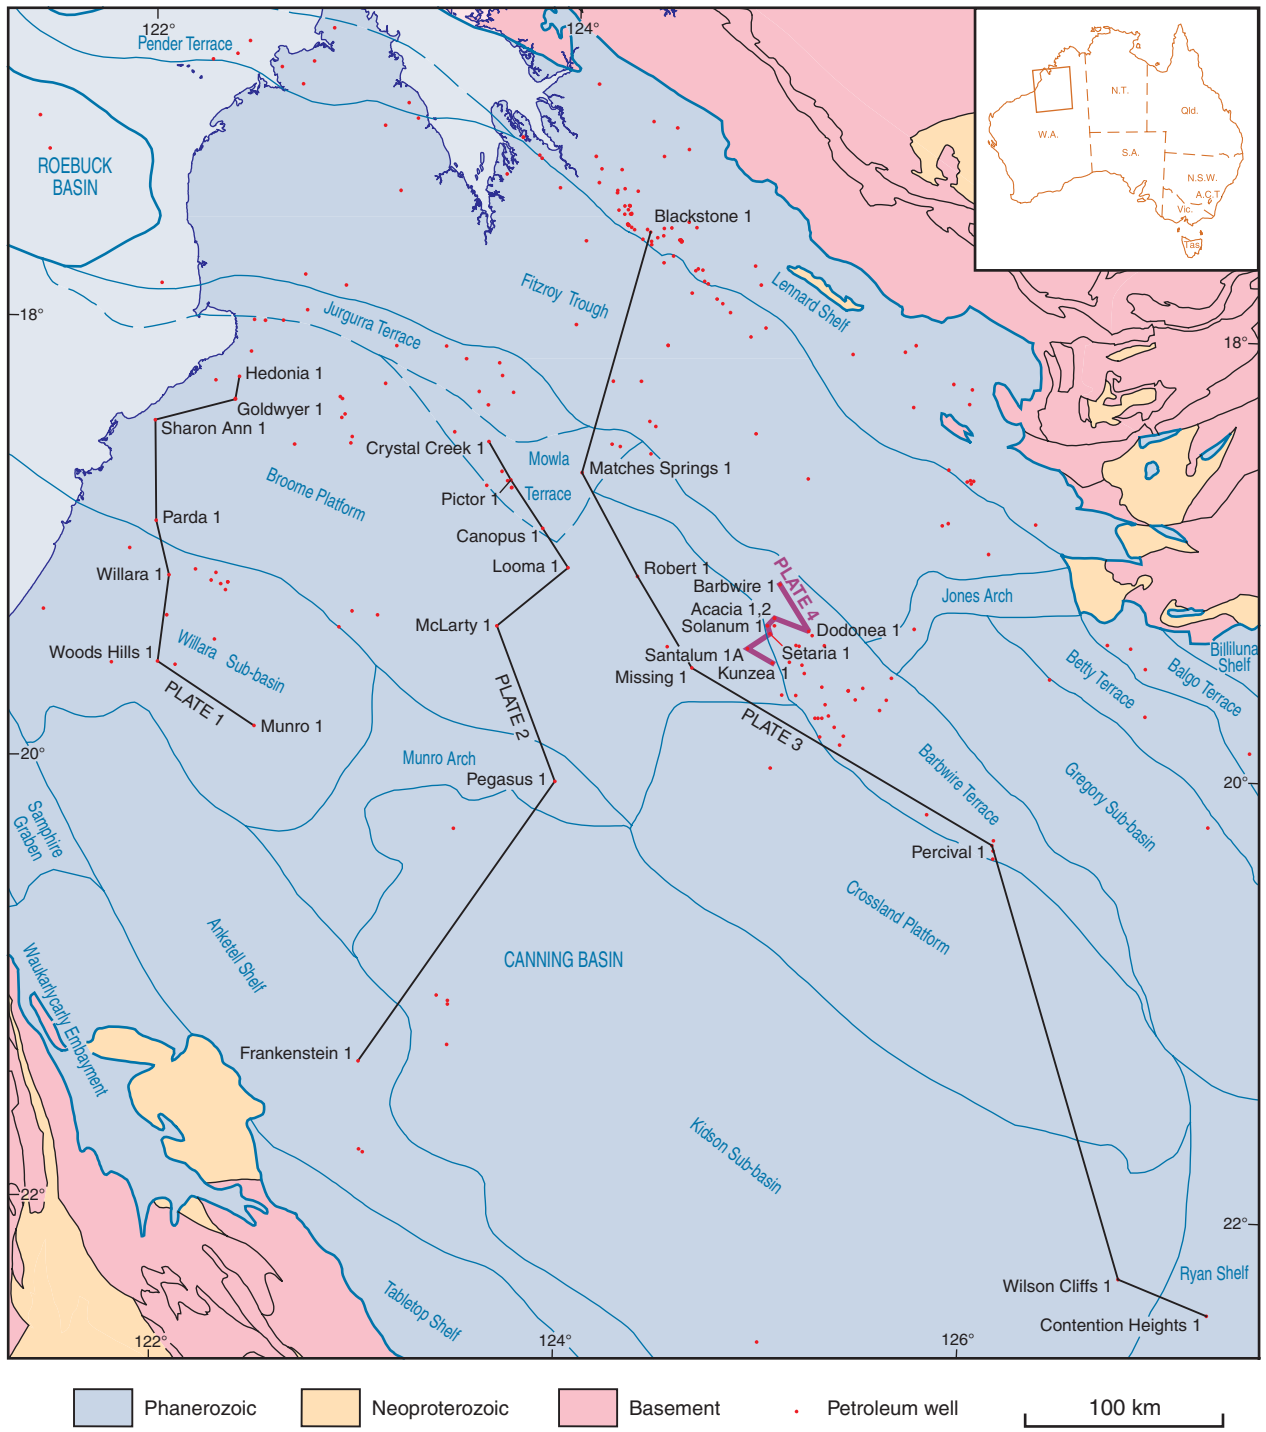 122°
124°
Pender Terrace
N.T.
Qld.
W.A.
S.A.
N.S.W.
A.C.T.
Vic.
Tas.
ROEBUCK
BASIN
Blackstone 1
Fitzroy Trough
Lennard Shelf
18°
18°
Jurgurra Terrace
Hedonia 1
Goldwyer 1
Sharon Ann 1
Crystal Creek 1
Mowla
Terrace
Matches Springs 1
Broome Platform
Pictor 1
Parda 1
Canopus 1
Looma 1
Willara 1
Robert 1
Barbwire 1
PLATE 4
Jones Arch
Acacia 1,2
Solanum 1
McLarty 1
Dodonea 1
Woods Hills 1
Willara Sub-basin
Santalum 1A
Setaria 1
Missing 1
Kunzea 1
Betty Terrace
Balgo Terrace
Billiluna
Shelf
PLATE 1
Munro 1
PLATE 2
PLATE 3
20°
20°
Munro Arch
Pegasus 1
Barbwire Terrace
Gregory Sub-basin
Samphire
Graben
Percival 1
Crossland Platform
Anketell Shelf
CANNING BASIN
Waukarlycarly Embayment
Frankenstein 1
Kidson Sub-basin
22°
22°
Wilson Cliffs 1
Ryan Shelf
Contention Heights 1
Tabletop Shelf
122°
124°
126°
Phanerozoic
Neoproterozoic
Basement
Petroleum well
100 km